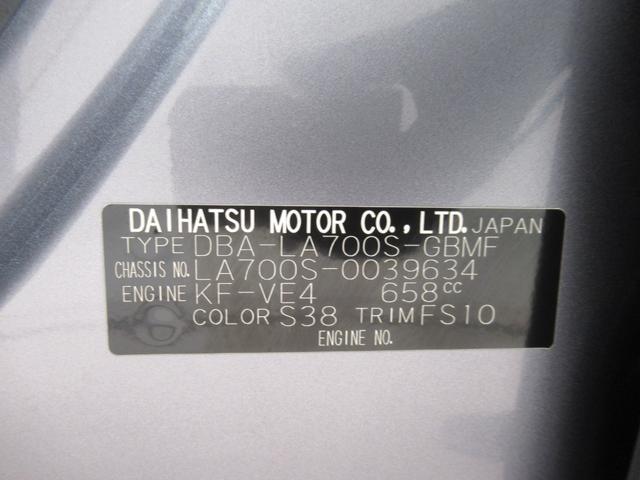 DAIHATSU MOTOR CO., LTD. JAPAN
TYPE DBA-LA700S-GBMF
CHASSIS NO. LA700S-0039634
ENGINE KF-VE4 658cc
COLOR S38 TRIM FS10
ENGINE NO.